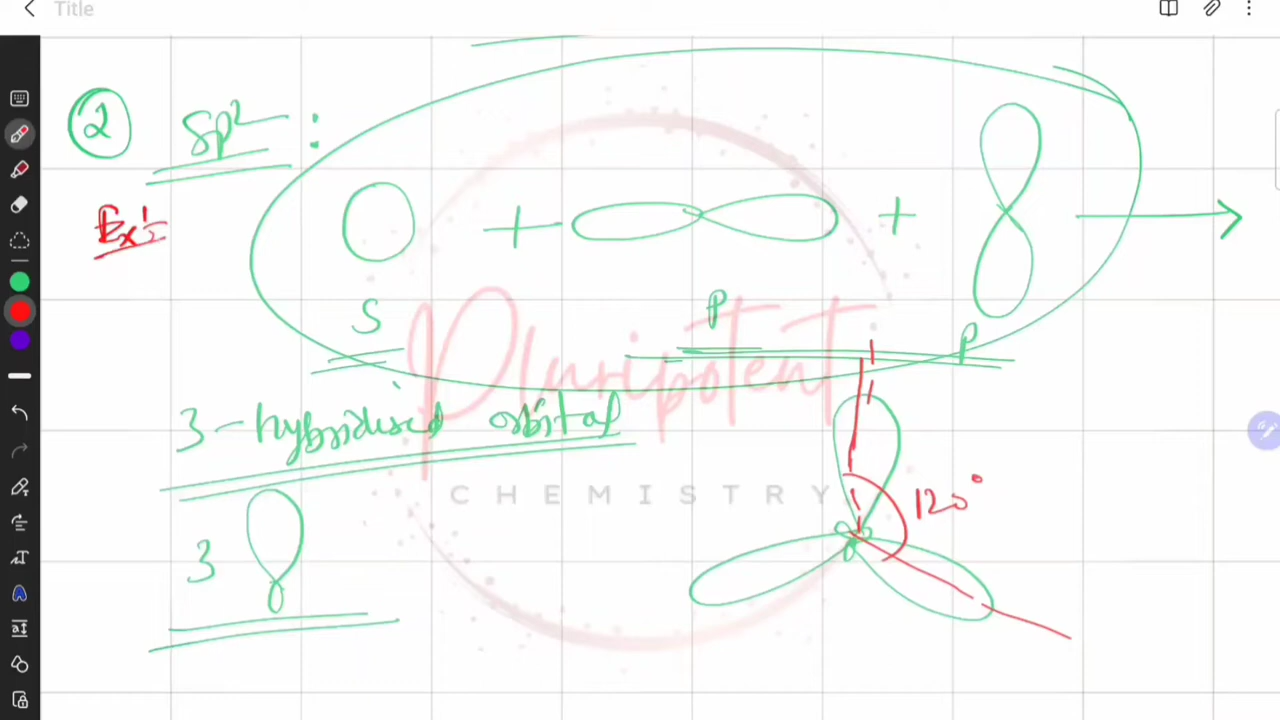 Title
② Sp² :
Ex:
+ +
S P P
3-hybridised orbital
Pluripotent
CHEMISTRY
3
120°